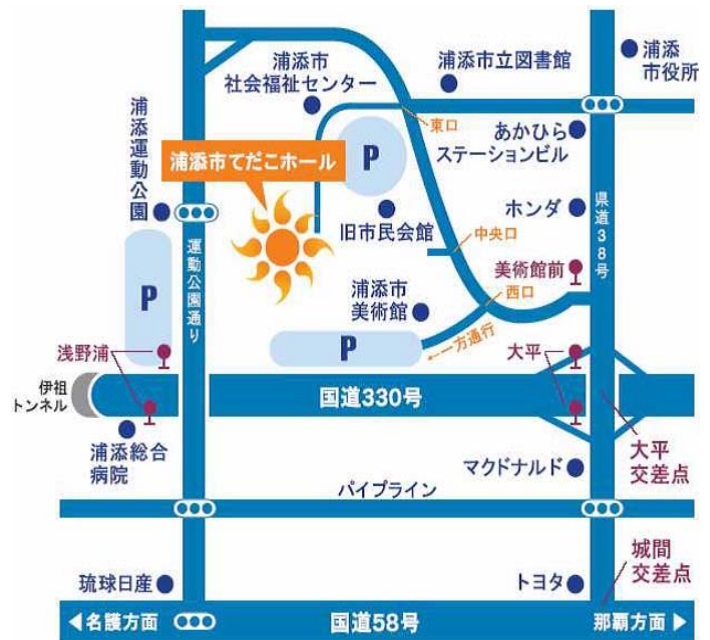 浦添市
社会福祉センター
浦添市立図書館
浦添
市役所
東口
あかひら
ステーションビル
浦添運動公園
P
浦添市てだこホール
旧市民会館
ホンダ
県道38号
中央口
美術館前
運動公園通り
P
浦添市
美術館
西口
P
←一方通行
浅野浦
大平
伊祖
トンネル
国道330号
浦添総合
病院
マクドナルド
大平
交差点
パイプライン
城間
交差点
琉球日産
トヨタ
◀名護方面
国道58号
那覇方面▶